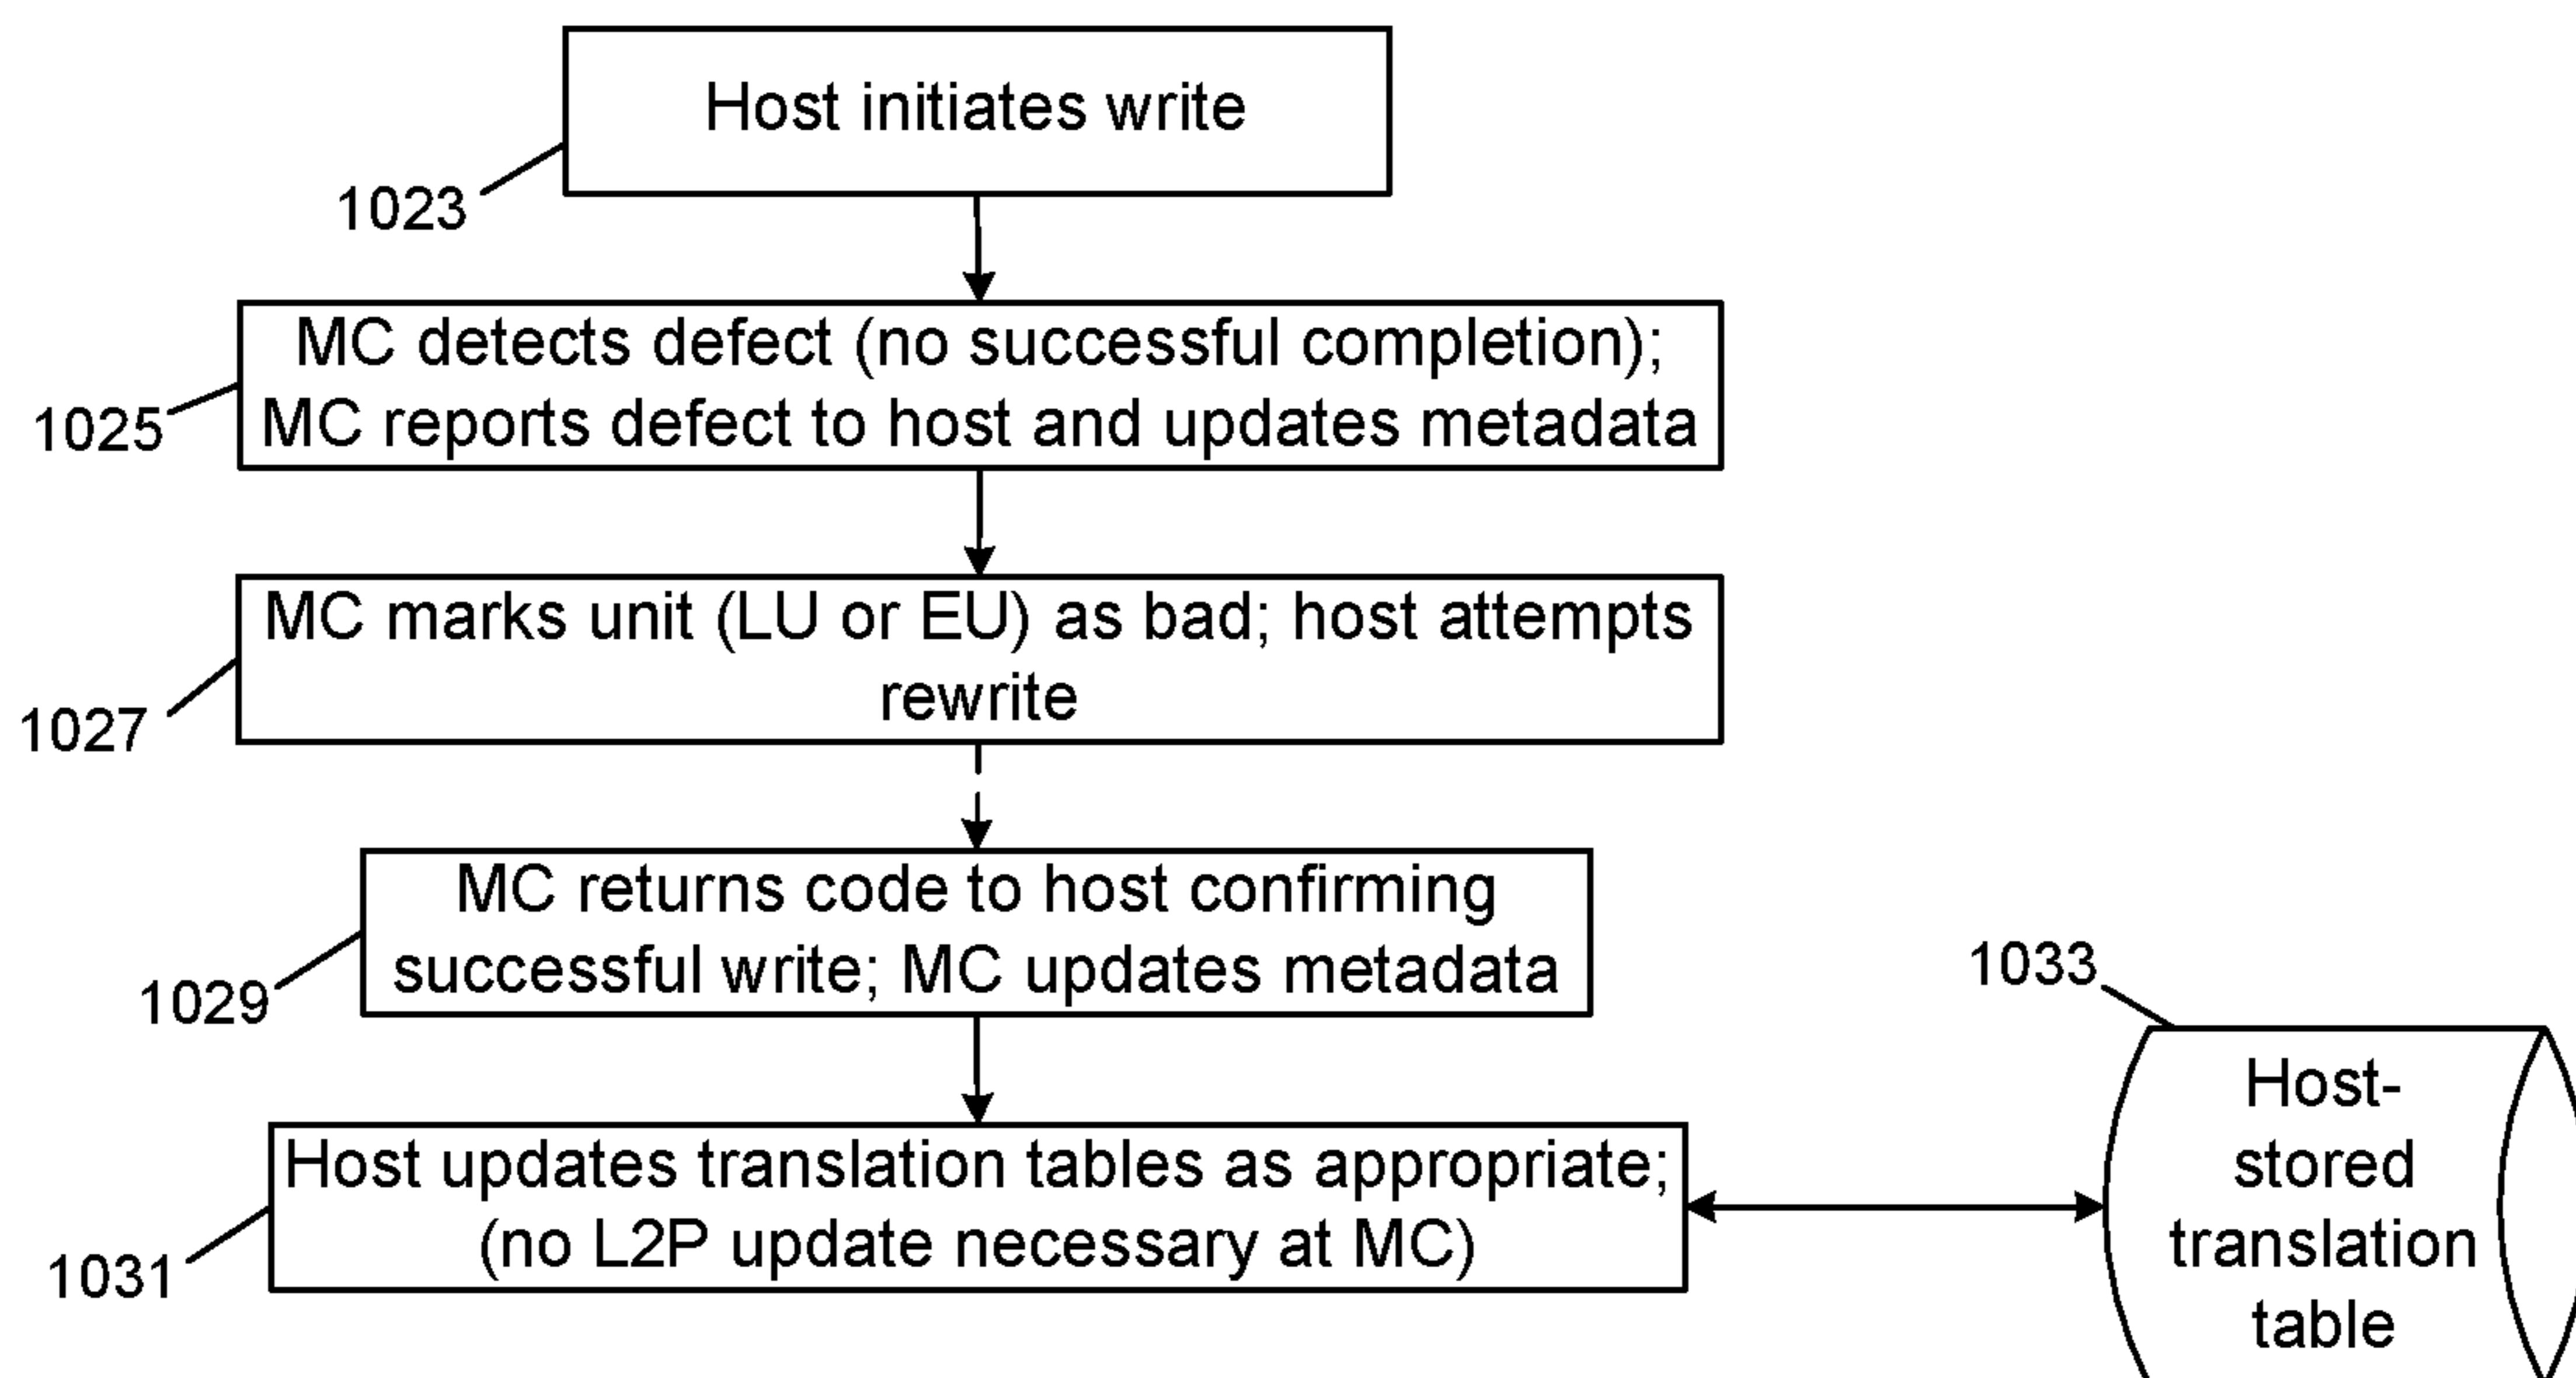 Host initiates write
1023
MC detects defect (no successful completion);
MC reports defect to host and updates metadata
1025
MC marks unit (LU or EU) as bad; host attempts
rewrite
1027
MC returns code to host confirming
successful write; MC updates metadata
1029
1033
Host updates translation tables as appropriate;
(no L2P update necessary at MC)
1031
Host-
stored
translation
table